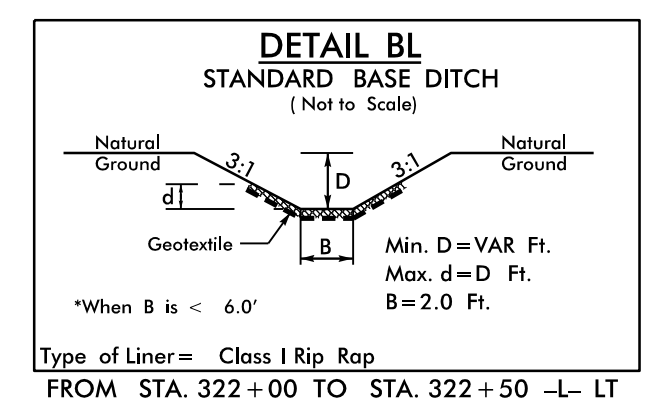 DETAIL BL
STANDARD BASE DITCH
( Not to Scale)
Natural
Ground
3:1
D
3:1
Natural
Ground
d
Geotextile
B
Min. D=VAR Ft.
Max. d=D Ft.
B=2.0 Ft.
*When B is < 6.0'
Type of Liner= Class I Rip Rap
FROM STA. 322+00 TO STA. 322+50 -L- LT